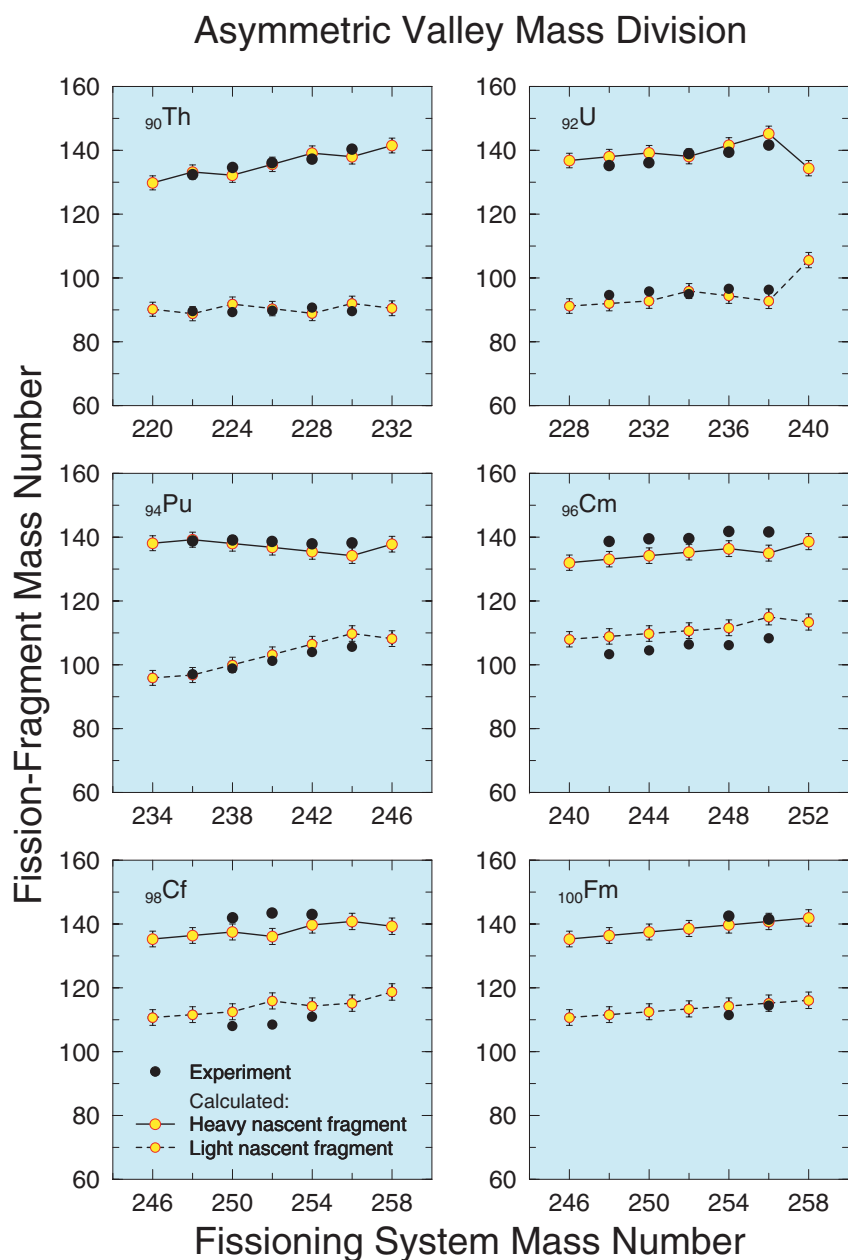 Asymmetric Valley Mass Division
Fission-Fragment Mass Number
160
140
120
100
80
60
90Th
220 224 228 232
160
140
120
100
80
60
92U
228 232 236 240
160
140
120
100
80
60
94Pu
234 238 242 246
160
140
120
100
80
60
96Cm
240 244 248 252
160
140
120
100
80
60
98Cf
Experiment
Calculated:
Heavy nascent fragment
Light nascent fragment
246 250 254 258
160
140
120
100
80
60
100Fm
246 250 254 258
Fissioning System Mass Number